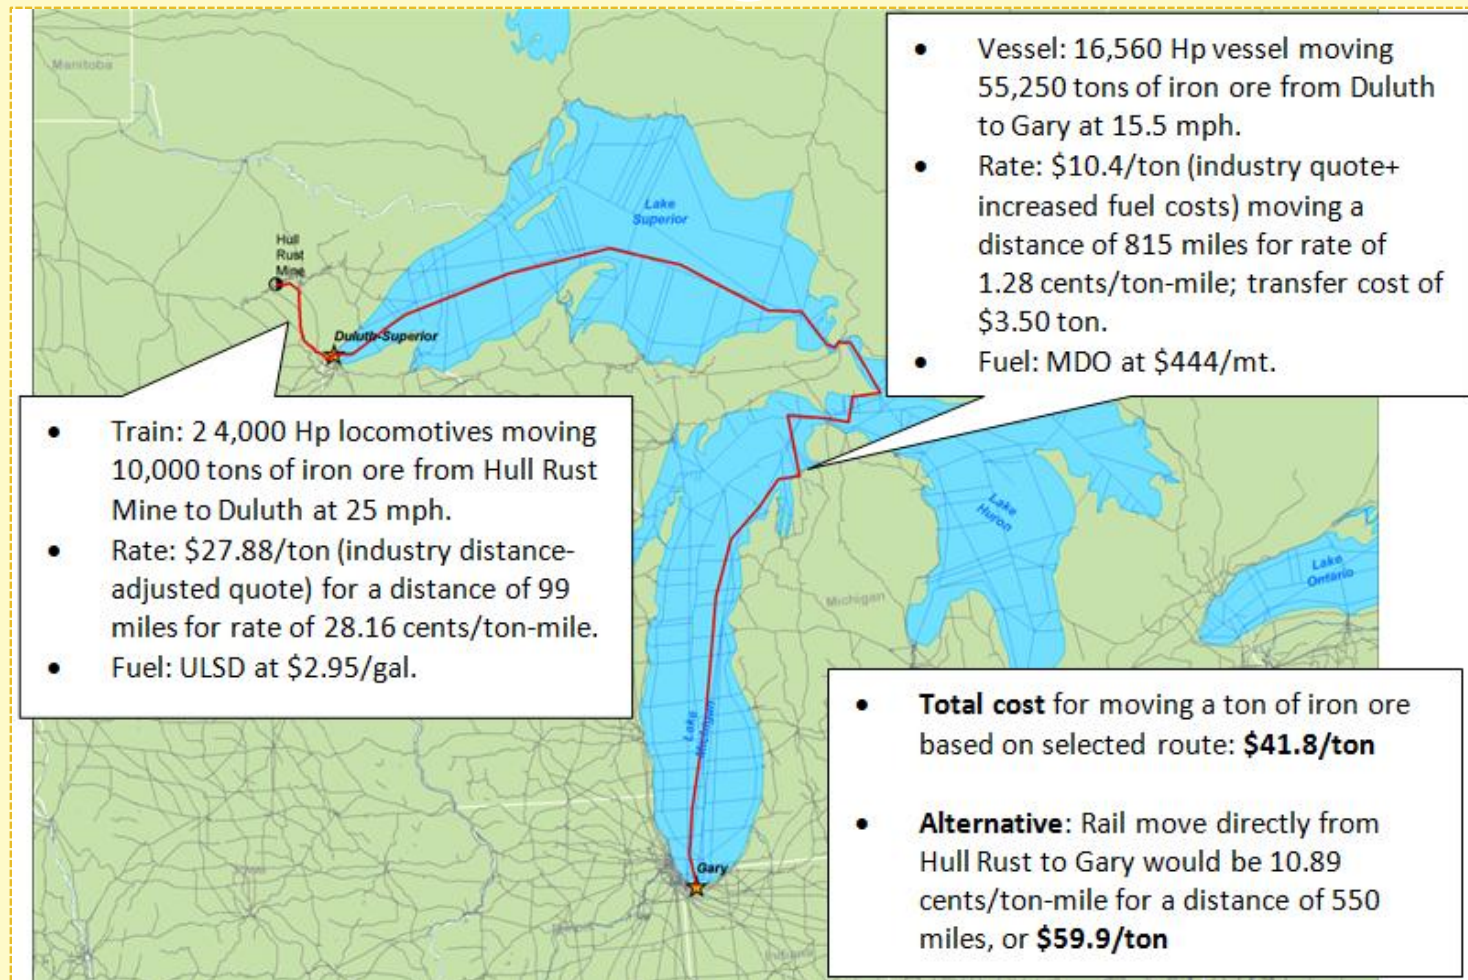 Manitoba
Hull
Rust
Mine
Duluth-Superior
Lake
Superior
• Vessel: 16,560 Hp vessel moving
55,250 tons of iron ore from Duluth
to Gary at 15.5 mph.
• Rate: $10.4/ton (industry quote+
increased fuel costs) moving a
distance of 815 miles for rate of
1.28 cents/ton-mile; transfer cost of
$3.50 ton.
• Fuel: MDO at $444/mt.
• Train: 2 4,000 Hp locomotives moving
10,000 tons of iron ore from Hull Rust
Mine to Duluth at 25 mph.
• Rate: $27.88/ton (industry distance-
adjusted quote) for a distance of 99
miles for rate of 28.16 cents/ton-mile.
• Fuel: ULSD at $2.95/gal.
Lake
Huron
Lake
Ontario
Michigan
Lake
Michigan
Gary
• Total cost for moving a ton of iron ore
based on selected route: $41.8/ton
• Alternative: Rail move directly from
Hull Rust to Gary would be 10.89
cents/ton-mile for a distance of 550
miles, or $59.9/ton
Indiana